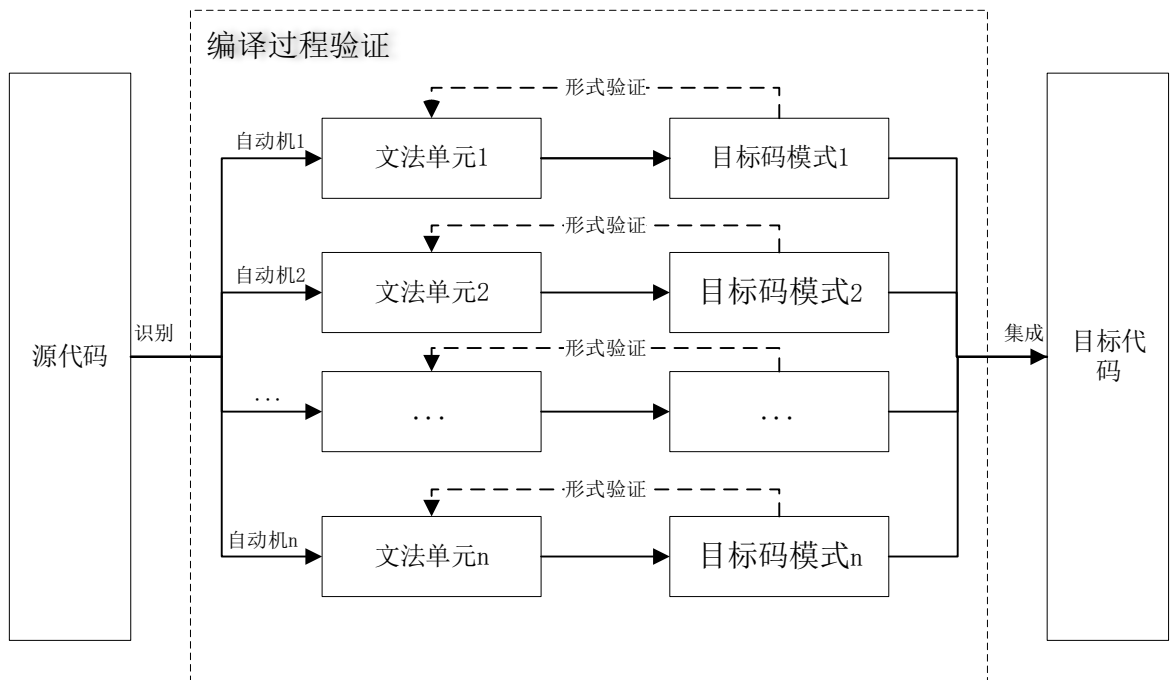 编译过程验证
形式验证
自动机1
文法单元1
目标码模式1
形式验证
自动机2
文法单元2
目标码模式2
源代码
识别
形式验证
集成
目标代
码
...
...
...
形式验证
自动机n
文法单元n
目标码模式n